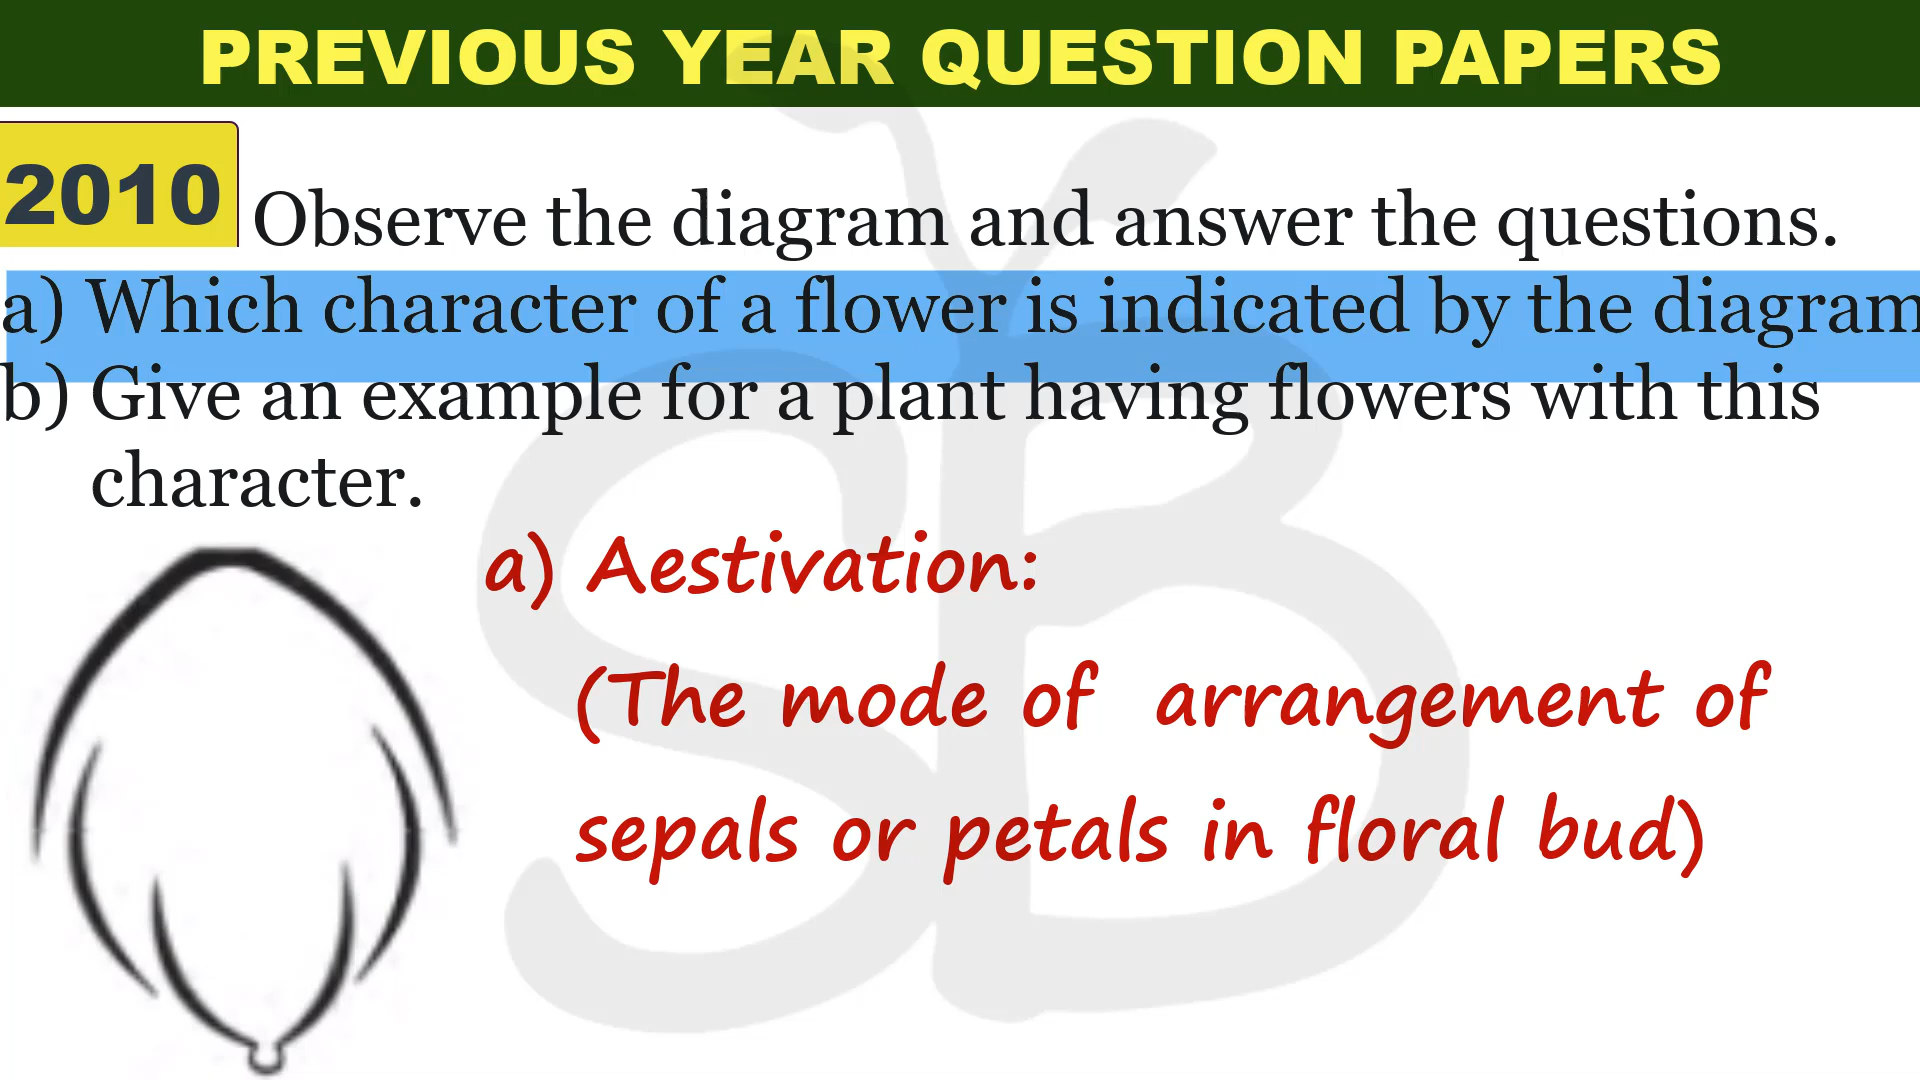 PREVIOUS YEAR QUESTION PAPERS
2010 Observe the diagram and answer the questions.
a) Which character of a flower is indicated by the diagram
b) Give an example for a plant having flowers with this
character.
a) Aestivation:
(The mode of arrangement of
sepals or petals in floral bud)
SB